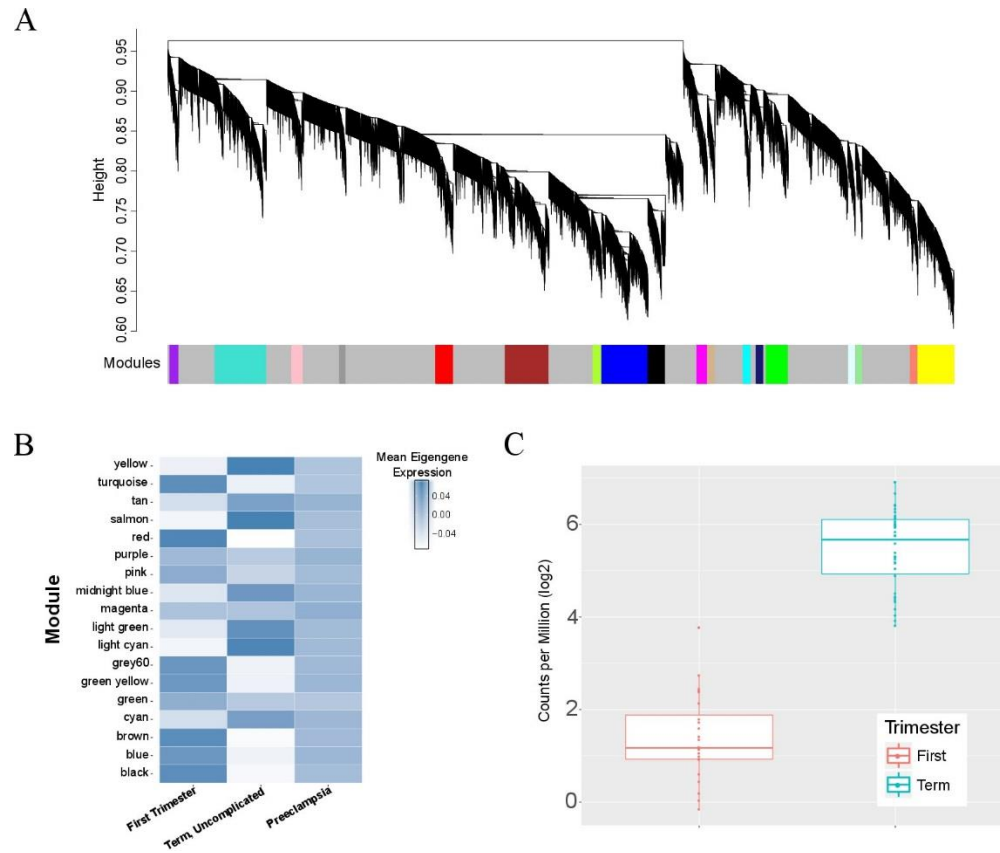 A
Height
0.95
0.90
0.85
0.80
0.75
0.70
0.65
0.60
Modules
B
Module
yellow
turquoise
tan
salmon
red
purple
pink
midnight blue
magenta
light green
light cyan
grey60
green yellow
green
cyan
brown
blue
black
First Trimester
Term, Uncomplicated
Preeclampsia
Mean Eigengene
Expression
0.04
0.00
−0.04
C
Counts per Million (log2)
6
4
2
0
Trimester
First
Term